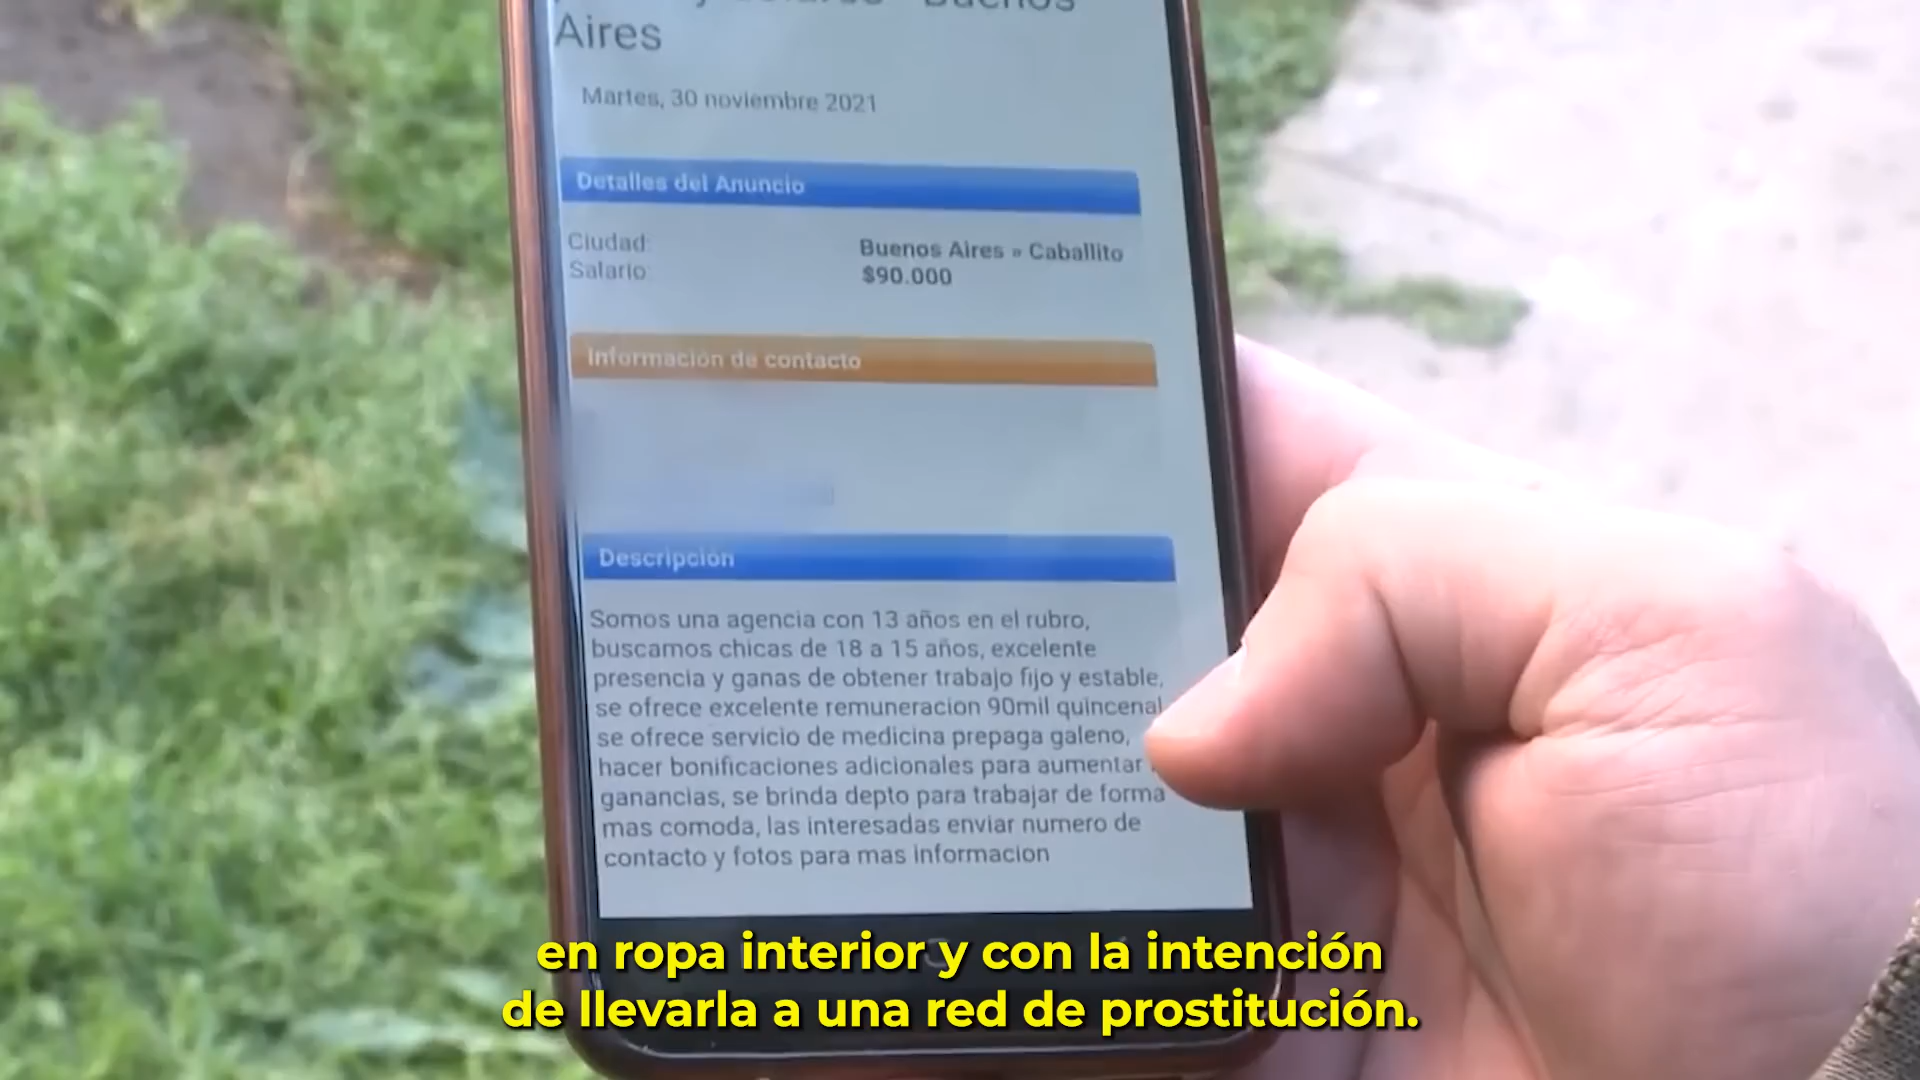 Aires
Martes, 30 noviembre 2021
Detalles del Anuncio
Ciudad: Buenos Aires » Caballito
Salario: $90.000
Información de contacto
Descripción
Somos una agencia con 13 años en el rubro,
buscamos chicas de 18 a 15 años, excelente
presencia y ganas de obtener trabajo fijo y estable,
se ofrece excelente remuneracion 90mil quincenal
se ofrece servicio de medicina prepaga galeno,
hacer bonificaciones adicionales para aumentar
ganancias, se brinda depto para trabajar de forma
mas comoda, las interesadas enviar numero de
contacto y fotos para mas informacion
en ropa interior y con la intención
de llevarla a una red de prostitución.